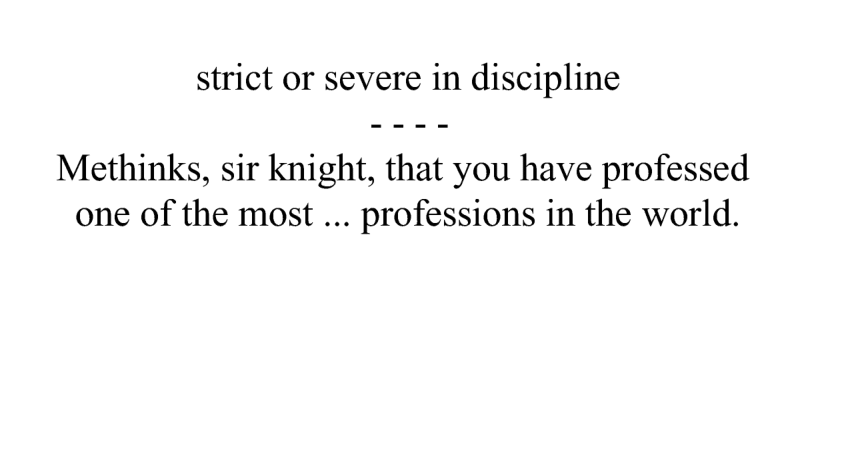 strict or severe in discipline
- - - -
Methinks, sir knight, that you have professed
one of the most ... professions in the world.